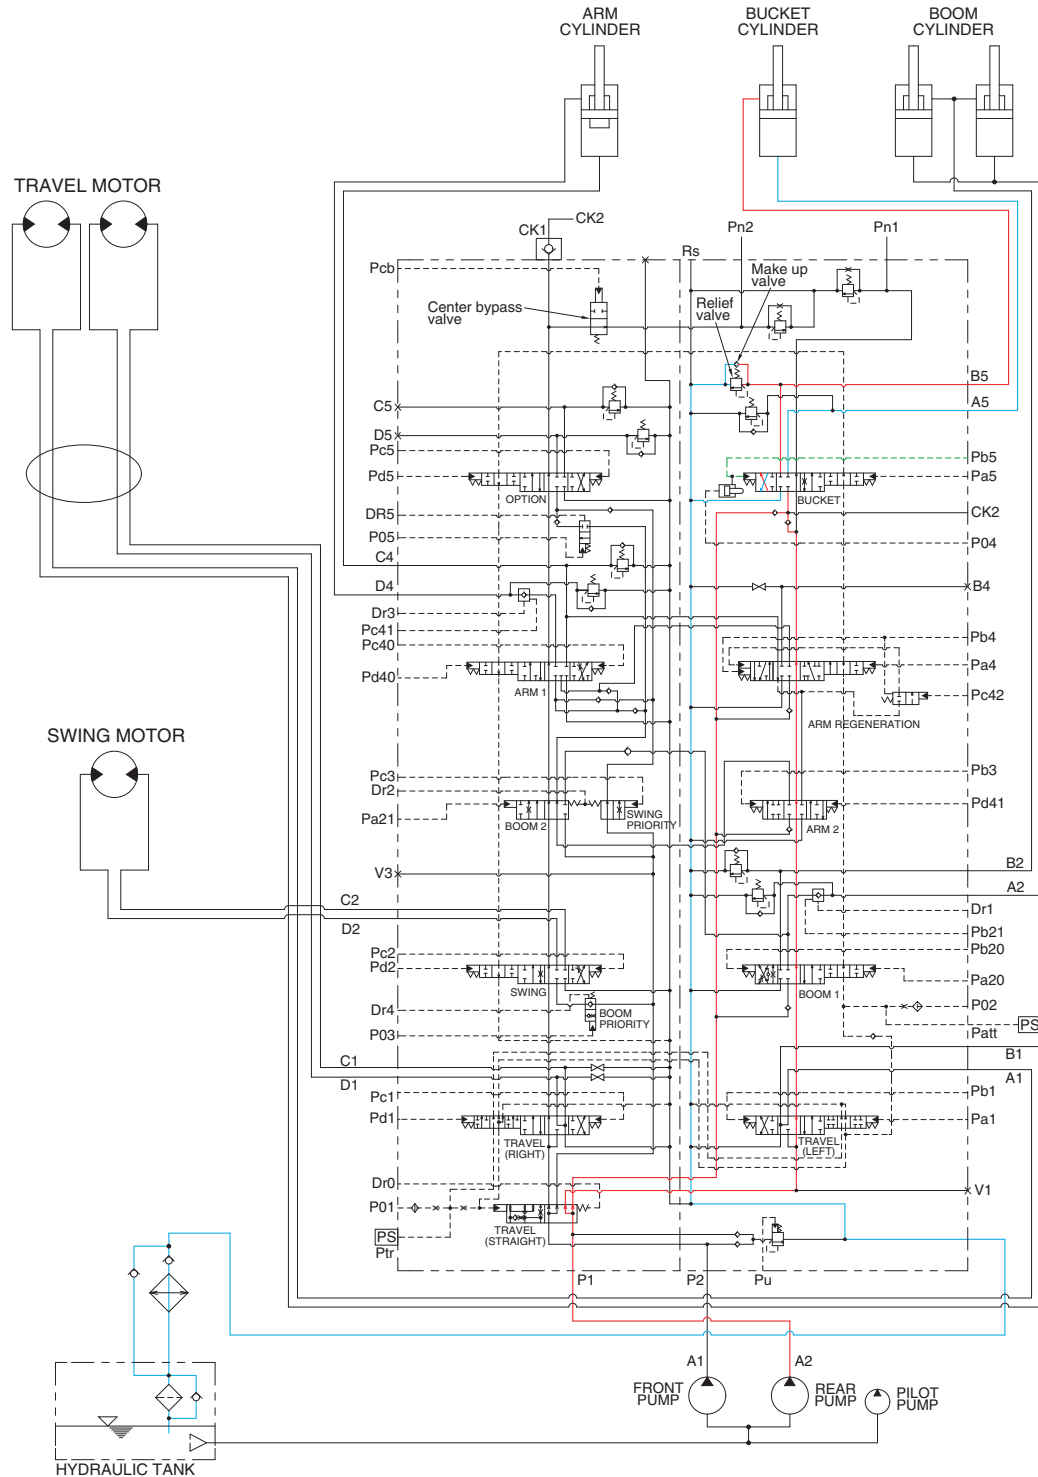 ARM
CYLINDER
BUCKET
CYLINDER
BOOM
CYLINDER
TRAVEL MOTOR
CK2
CK1
Pn2
Pn1
Rs
Pcb
Make up
valve
Center bypass
valve
Relief
valve
B5
C5
A5
D5
Pc5
Pb5
Pd5
Pa5
OPTION
BUCKET
DR5
CK2
P05
P04
C4
D4
B4
Dr3
Pc41
Pc40
Pb4
Pd40
Pa4
ARM 1
Pc42
ARM REGENERATION
SWING MOTOR
Pc3
Pb3
Dr2
Pd41
Pa21
BOOM 2
SWING
PRIORITY
ARM 2
V3
B2
C2
A2
D2
Dr1
Pb21
Pc2
Pb20
Pd2
Pa20
SWING
BOOM 1
Dr4
BOOM
PRIORITY
P02
P03
PS
Patt
C1
B1
D1
A1
Pc1
Pb1
Pd1
Pa1
TRAVEL
(RIGHT)
TRAVEL
(LEFT)
Dr0
V1
P01
PS
TRAVEL
(STRAIGHT)
Ptr
P1
P2
Pu
A1
A2
FRONT
PUMP
REAR
PUMP
PILOT
PUMP
HYDRAULIC TANK